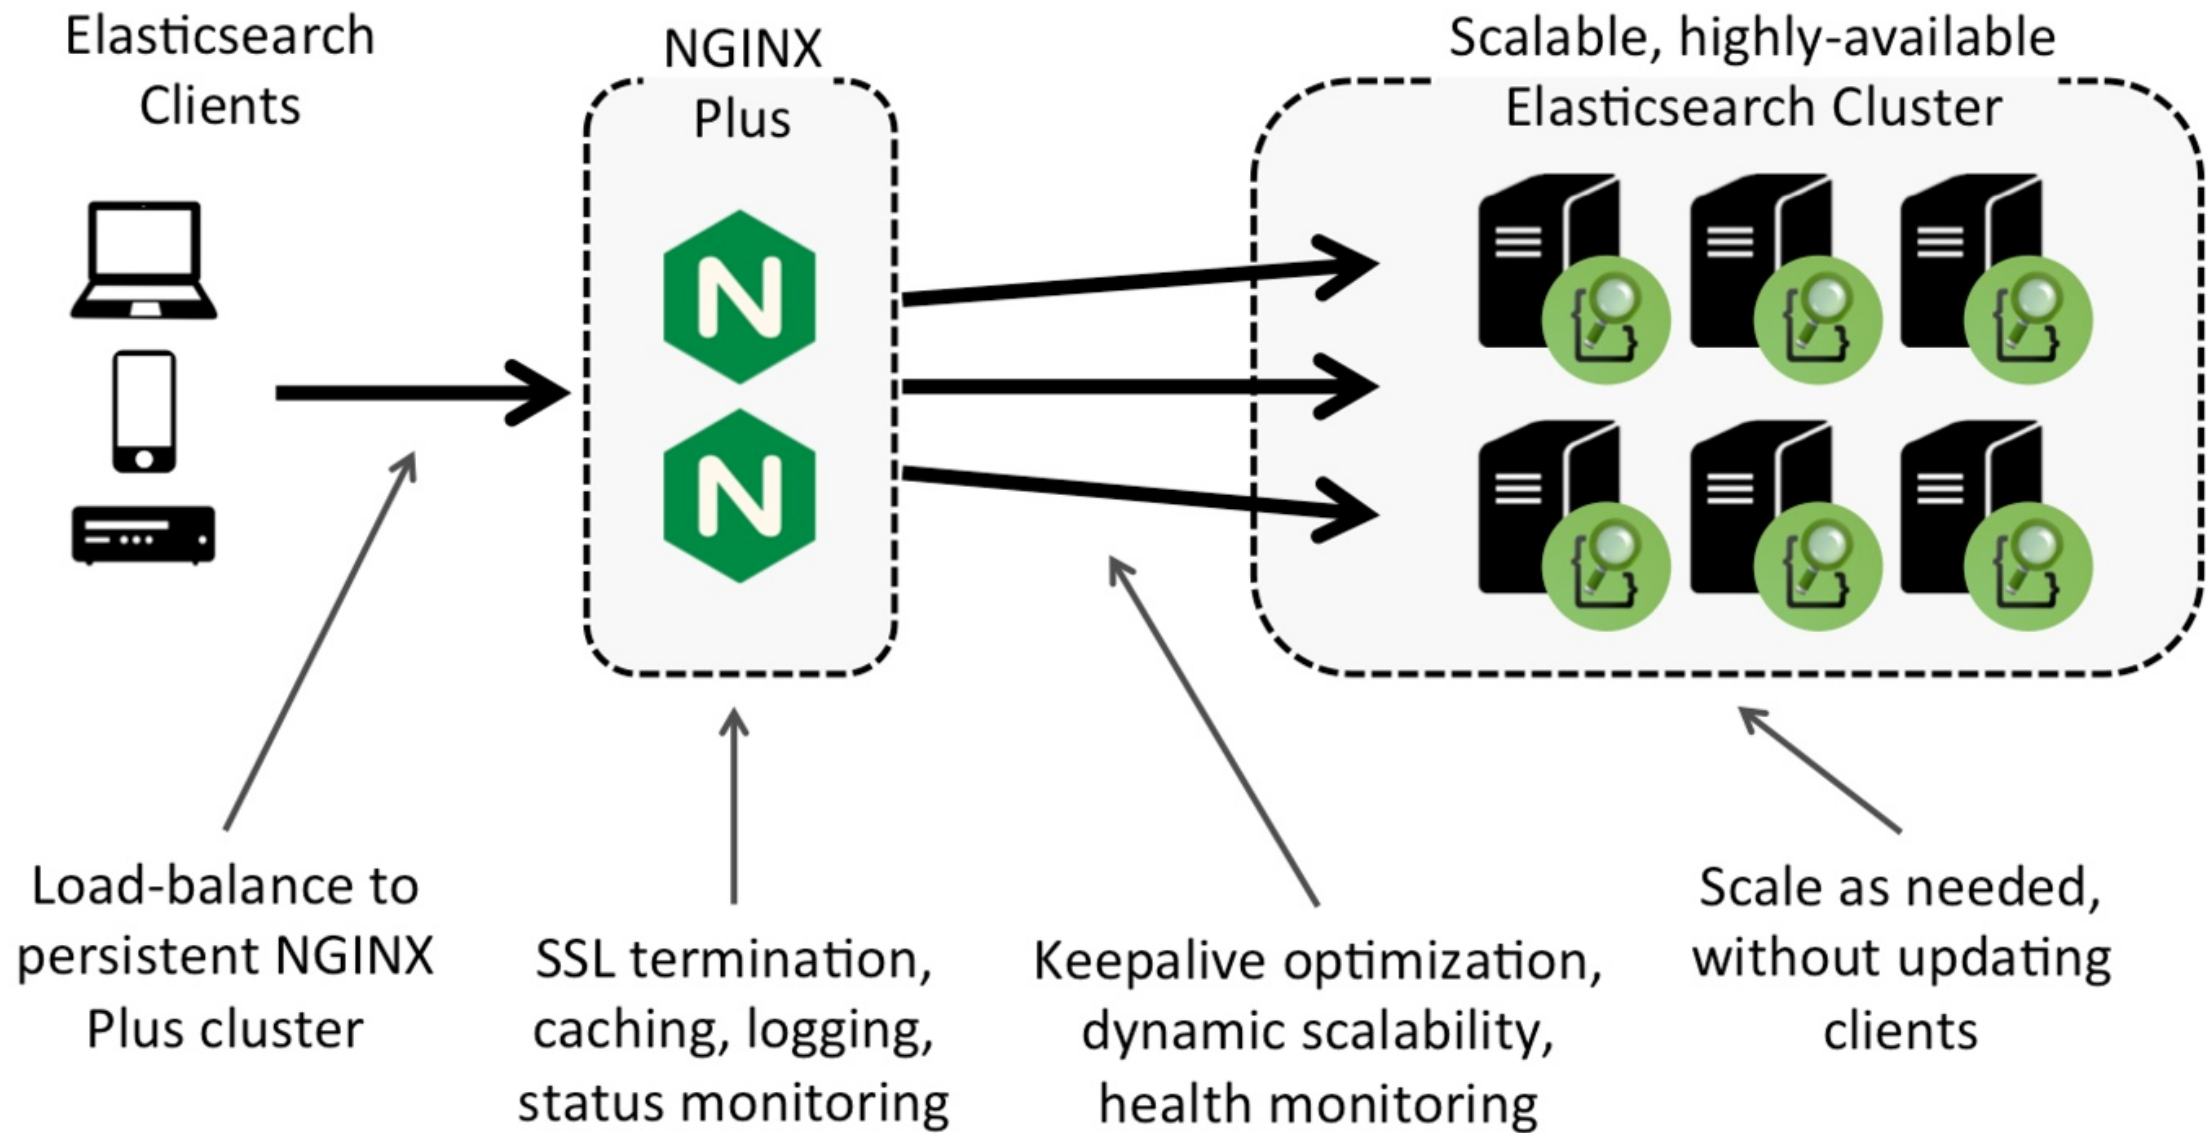 Elasticsearch
Clients
NGINX
Plus
Scalable, highly-available
Elasticsearch Cluster
N
N
Load-balance to
persistent NGINX
Plus cluster
SSL termination,
caching, logging,
status monitoring
Keepalive optimization,
dynamic scalability,
health monitoring
Scale as needed,
without updating
clients